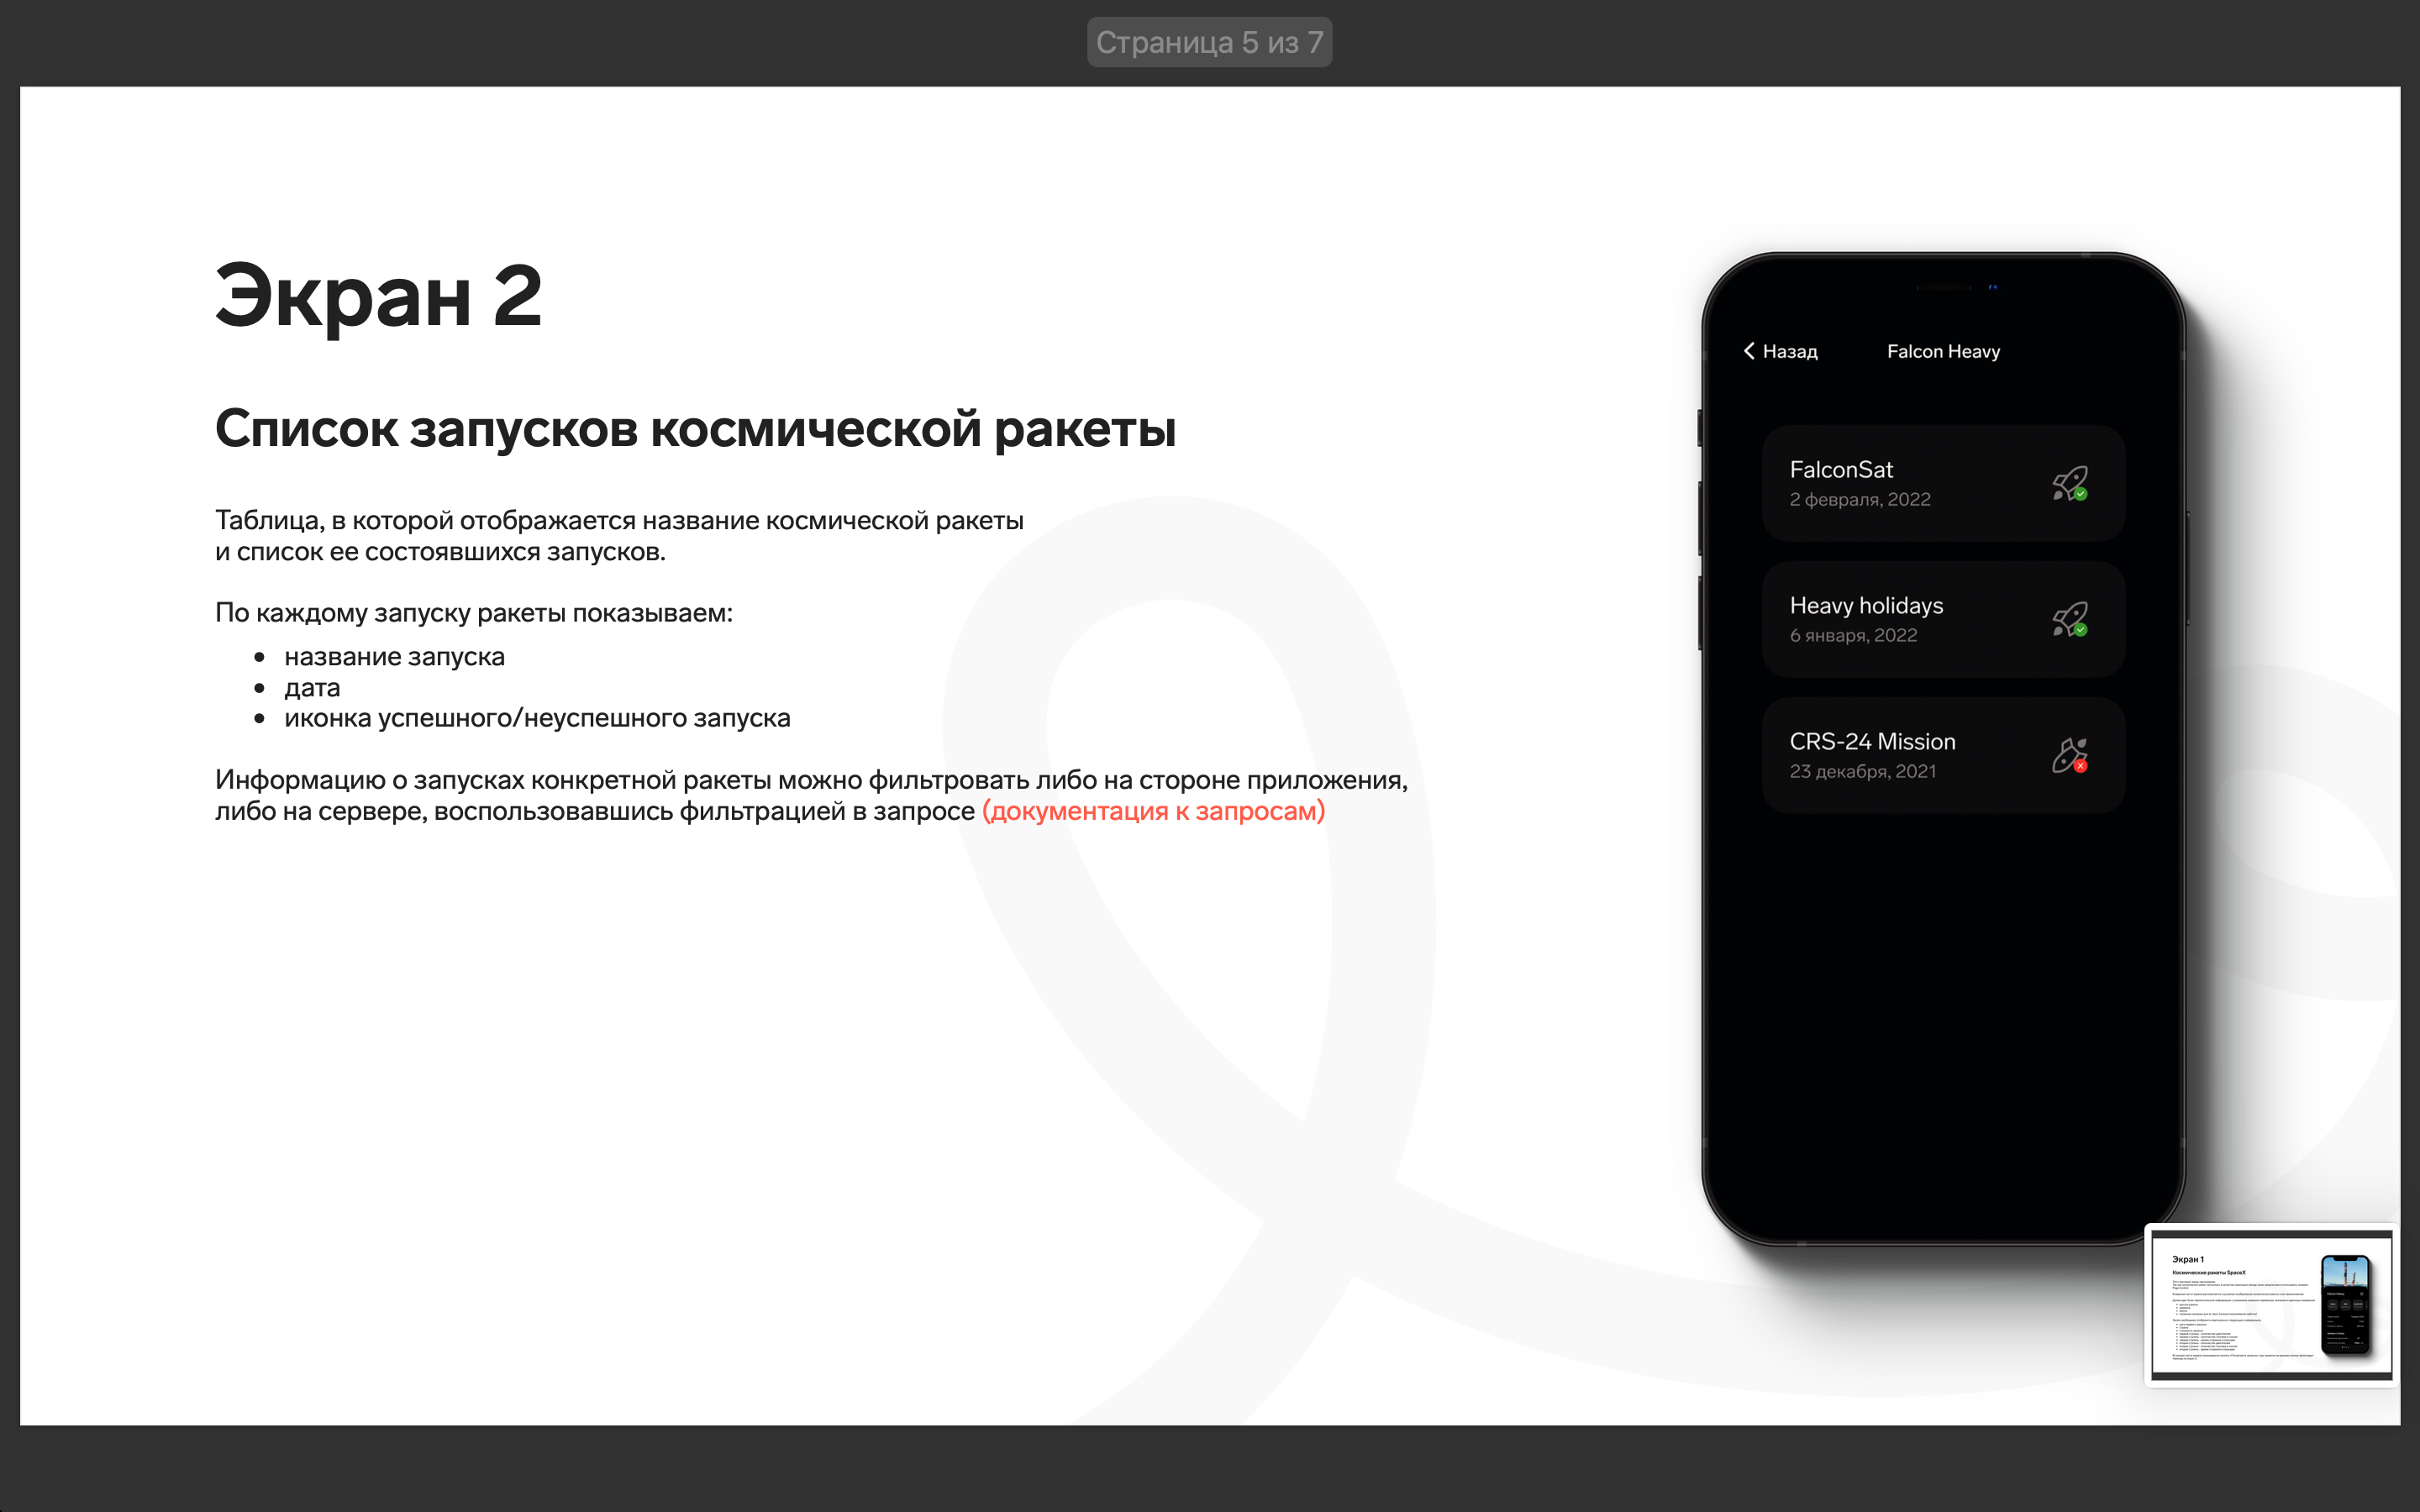 Страница 5 из 7
Экран 2
Список запусков космической ракеты
Таблица, в которой отображается название космической ракеты
и список ее состоявшихся запусков.
По каждому запуску ракеты показываем:
• название запуска
• дата
• иконка успешного/неуспешного запуска
Информацию о запусках конкретной ракеты можно фильтровать либо на стороне приложения,
либо на сервере, воспользовавшись фильтрацией в запросе (документация к запросам)
Назад
Falcon Heavy
FalconSat
2 февраля, 2022
Heavy holidays
6 января, 2022
CRS-24 Mission
23 декабря, 2021
Экран 1
Космические ракеты SpaceX